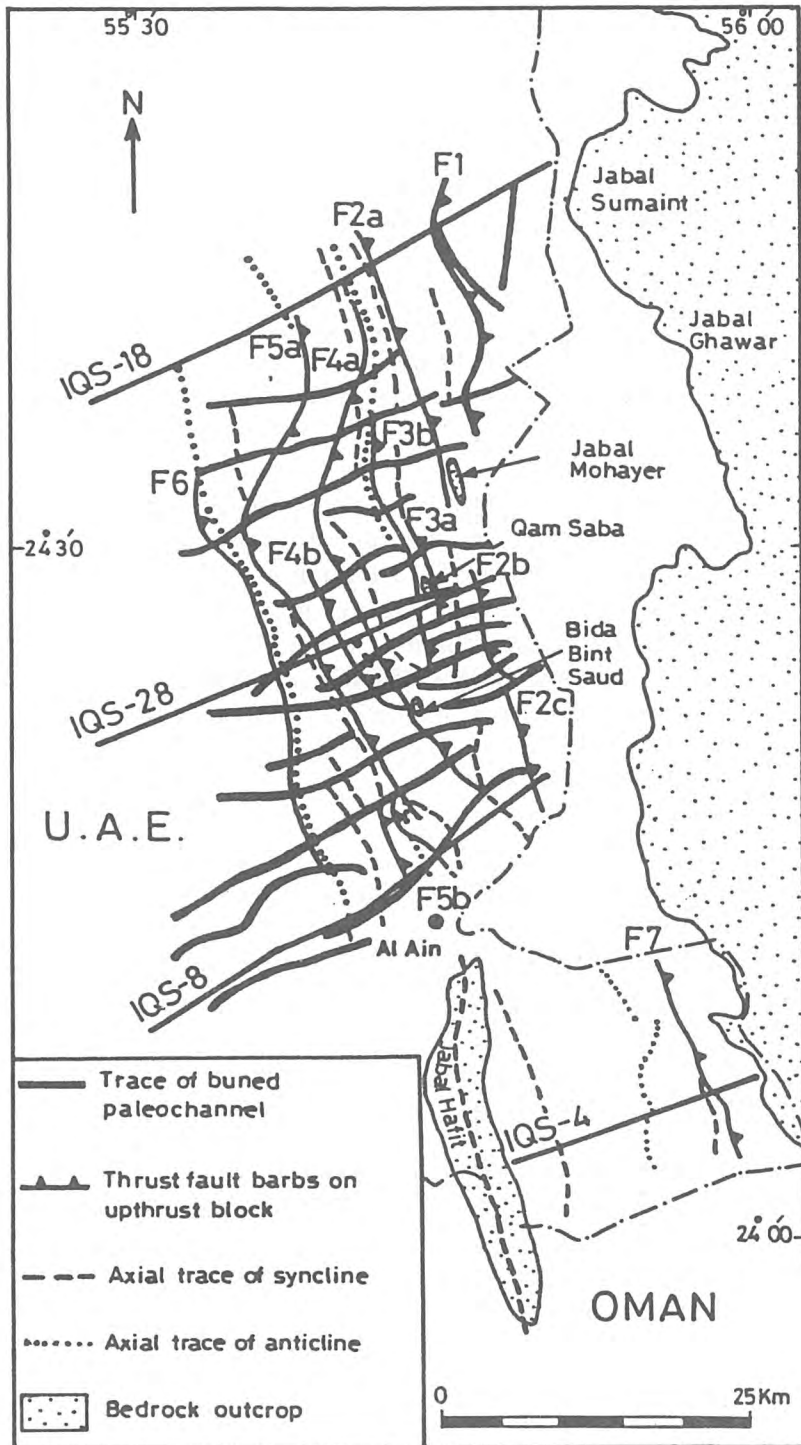 55°30
56°00
N
F1
Jabal
Sumaint
F2a
Jabal
Ghawar
F5a
F4a
IQS-18
F3b
Jabal
Mohayer
F6
F3a
Qam Saba
24°30
F4b
F2b
Bida
Bint
Saud
IQS-28
F2c
U.A.E.
F5b
Al Ain
F7
IQS-8
Jabal Hafit
IQS-4
Trace of buned
paleochannel
Thrust fault barbs on
upthrust block
24°00
Axial trace of syncline
OMAN
Axial trace of anticline
0 25Km
Bedrock outcrop